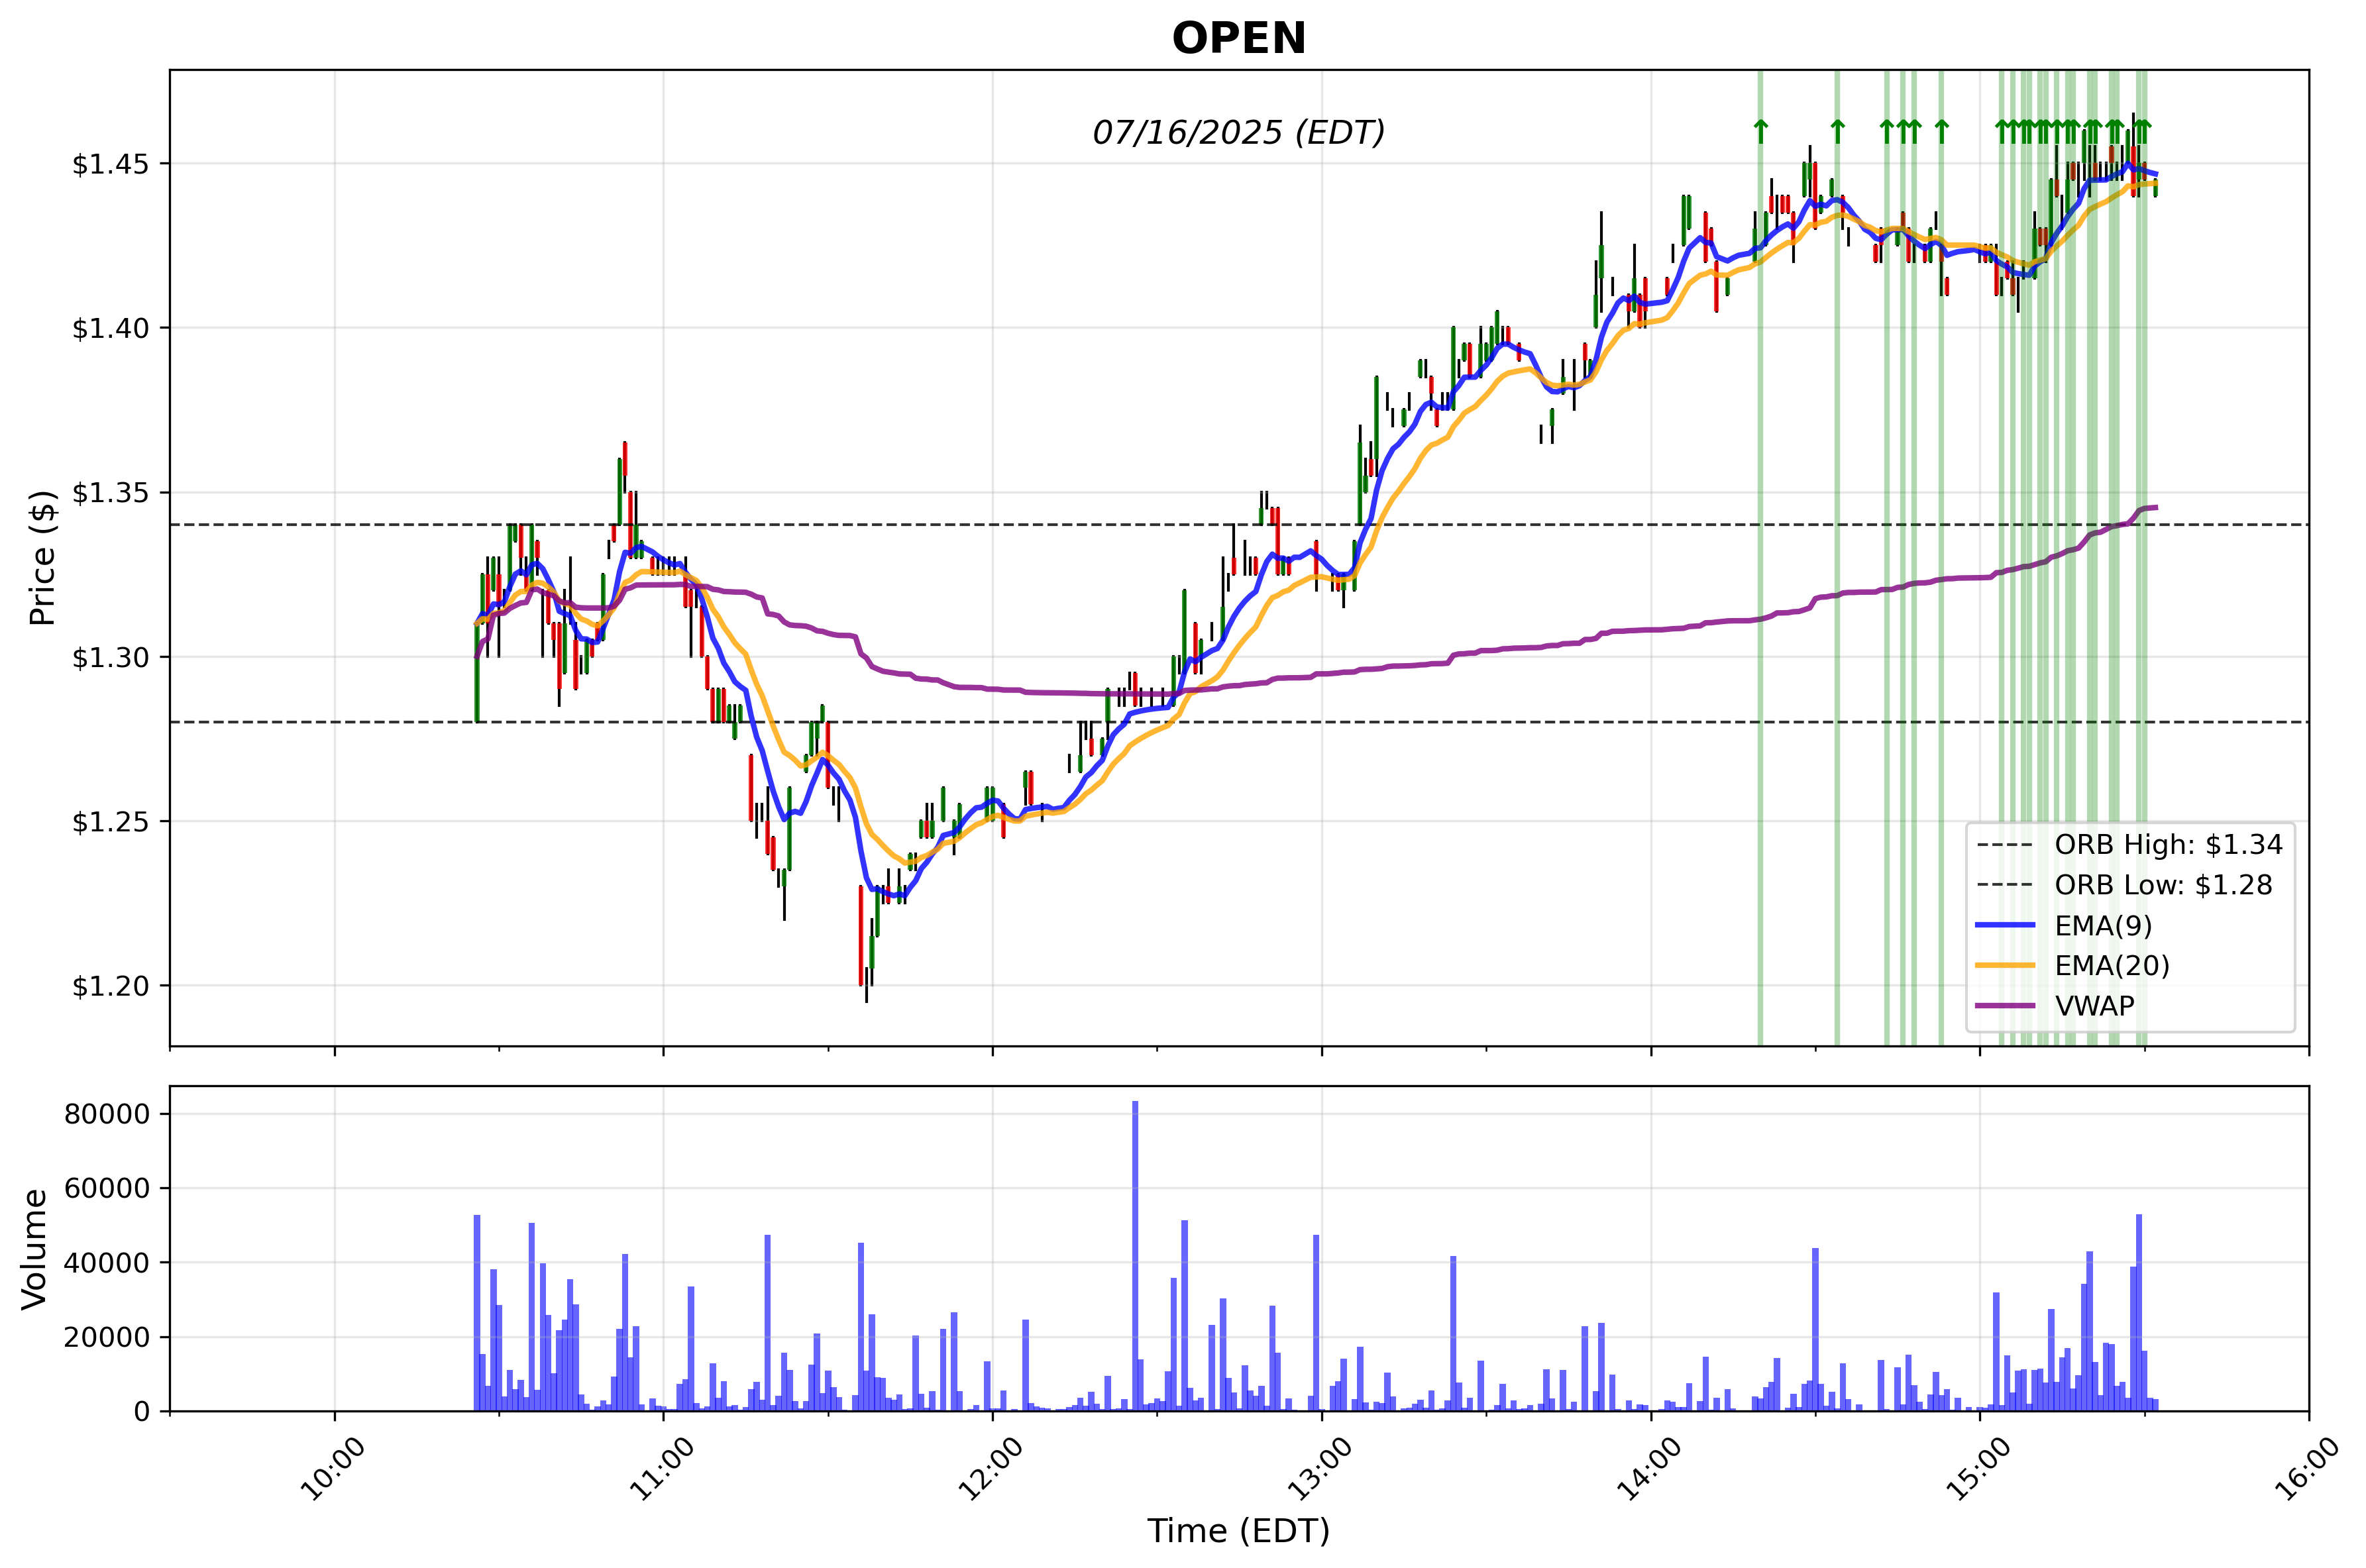 OPEN
07/16/2025 (EDT)
Price ($)
$1.45
$1.40
$1.35
$1.30
$1.25
$1.20
ORB High: $1.34
ORB Low: $1.28
EMA(9)
EMA(20)
VWAP
Volume
80000
60000
40000
20000
0
10:00
11:00
12:00
13:00
14:00
15:00
16:00
Time (EDT)